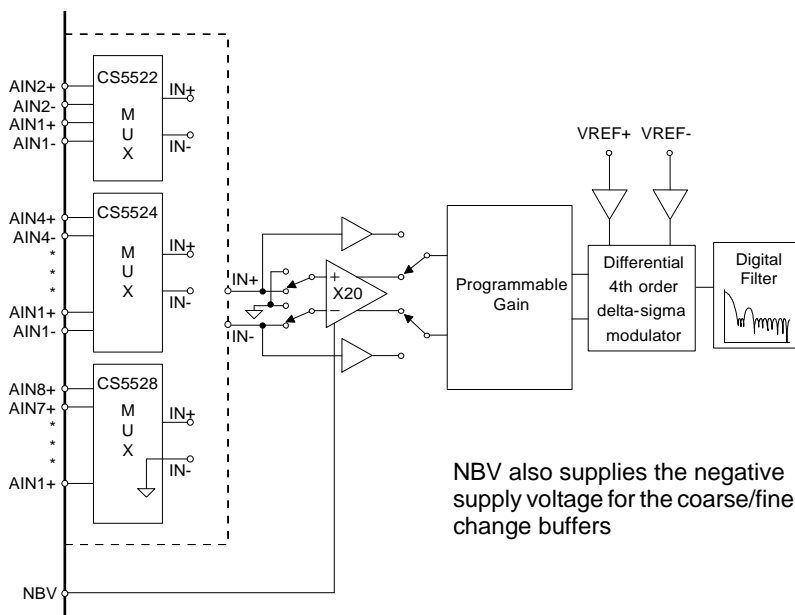 CS5522
AIN2+
AIN2-
AIN1+
AIN1-
M
U
X
IN+
IN-
VREF+ VREF-
CS5524
AIN4+
AIN4-
*
*
*
AIN1+
AIN1-
M
U
X
IN+
IN-
IN+
IN-
+
X20
−
Programmable
Gain
Differential
4th order
delta-sigma
modulator
Digital
Filter
CS5528
AIN8+
AIN7+
*
*
*
AIN1+
M
U
X
IN+
IN-
NBV also supplies the negative
supply voltage for the coarse/fine
change buffers
NBV